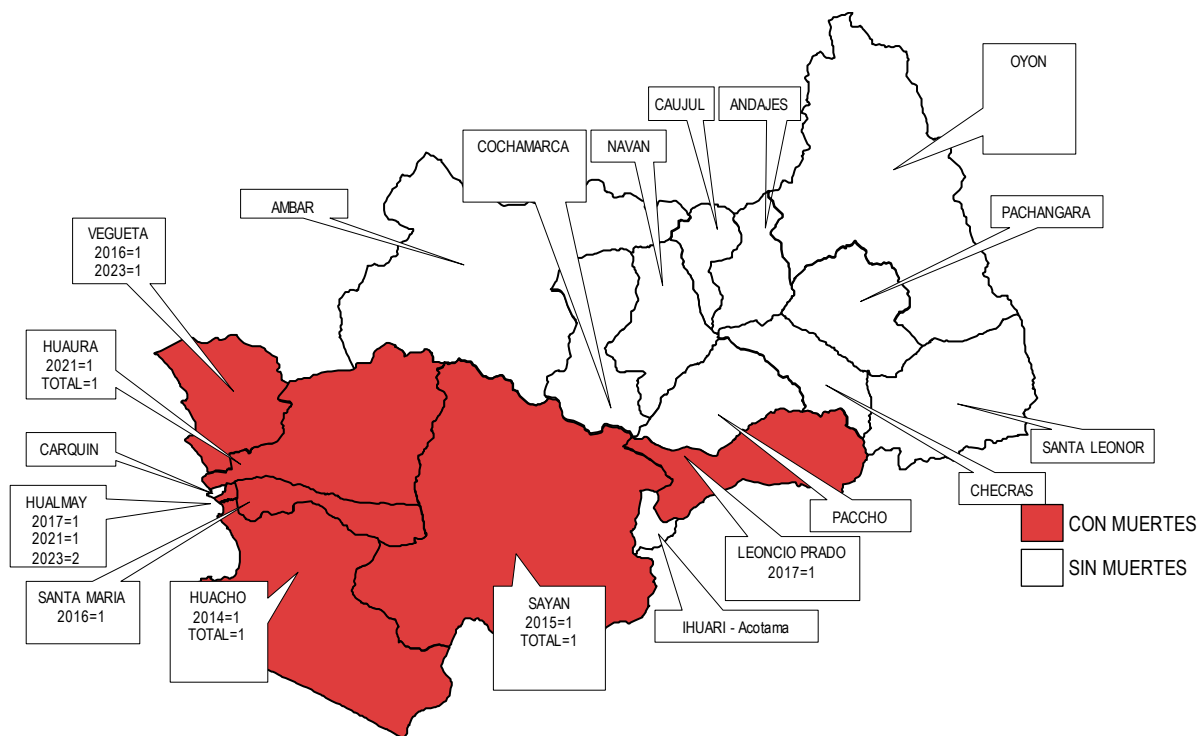 OYON
CAUJUL
ANDAJES
COCHAMARCA
NAVAN
AMBAR
PACHANGARA
VEGUETA
2016=1
2023=1
HUAURA
2021=1
TOTAL=1
CARQUIN
SANTA LEONOR
HUALMAY
2017=1
2021=1
2023=2
CHECRAS
PACCHO
CON MUERTES
LEONCIO PRADO
2017=1
SIN MUERTES
SANTA MARIA
2016=1
HUACHO
2014=1
TOTAL=1
SAYAN
2015=1
TOTAL=1
IHUARI - Acotama